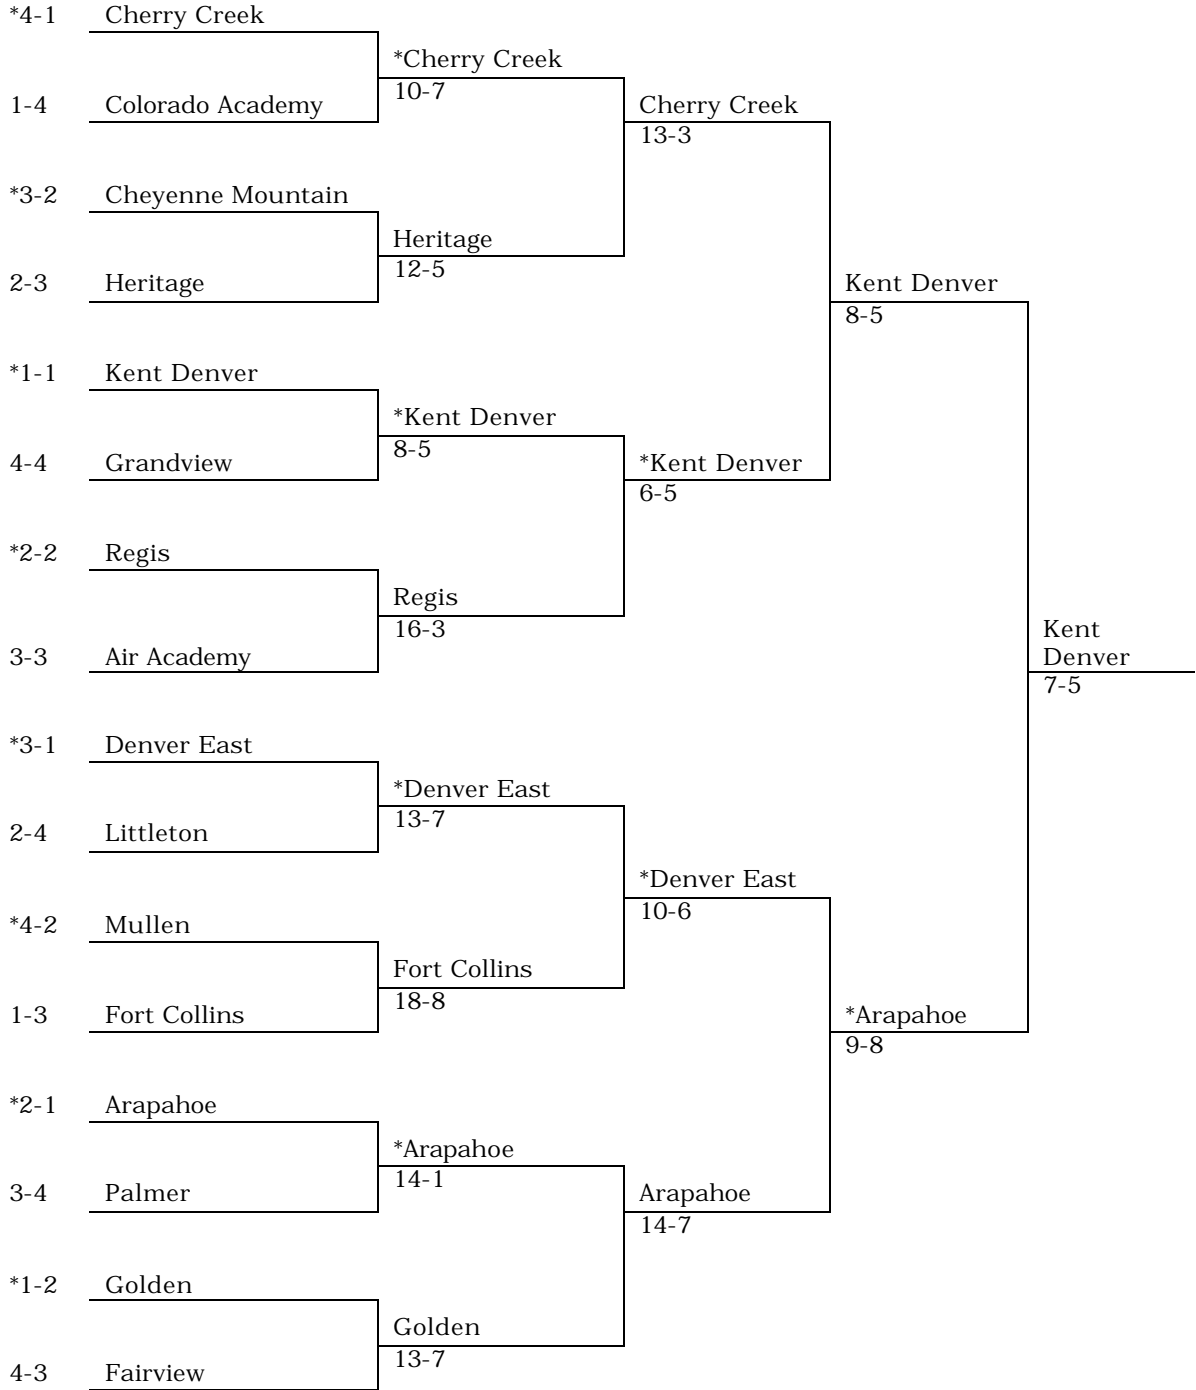 *4-1 Cherry Creek
*Cherry Creek
10-7
1-4 Colorado Academy
Cherry Creek
13-3
*3-2 Cheyenne Mountain
Heritage
12-5
2-3 Heritage
Kent Denver
8-5
*1-1 Kent Denver
*Kent Denver
8-5
4-4 Grandview
*Kent Denver
6-5
*2-2 Regis
Regis
16-3
3-3 Air Academy
Kent
Denver
7-5
*3-1 Denver East
*Denver East
13-7
2-4 Littleton
*Denver East
10-6
*4-2 Mullen
Fort Collins
18-8
1-3 Fort Collins
*Arapahoe
9-8
*2-1 Arapahoe
*Arapahoe
14-1
3-4 Palmer
Arapahoe
14-7
*1-2 Golden
Golden
13-7
4-3 Fairview